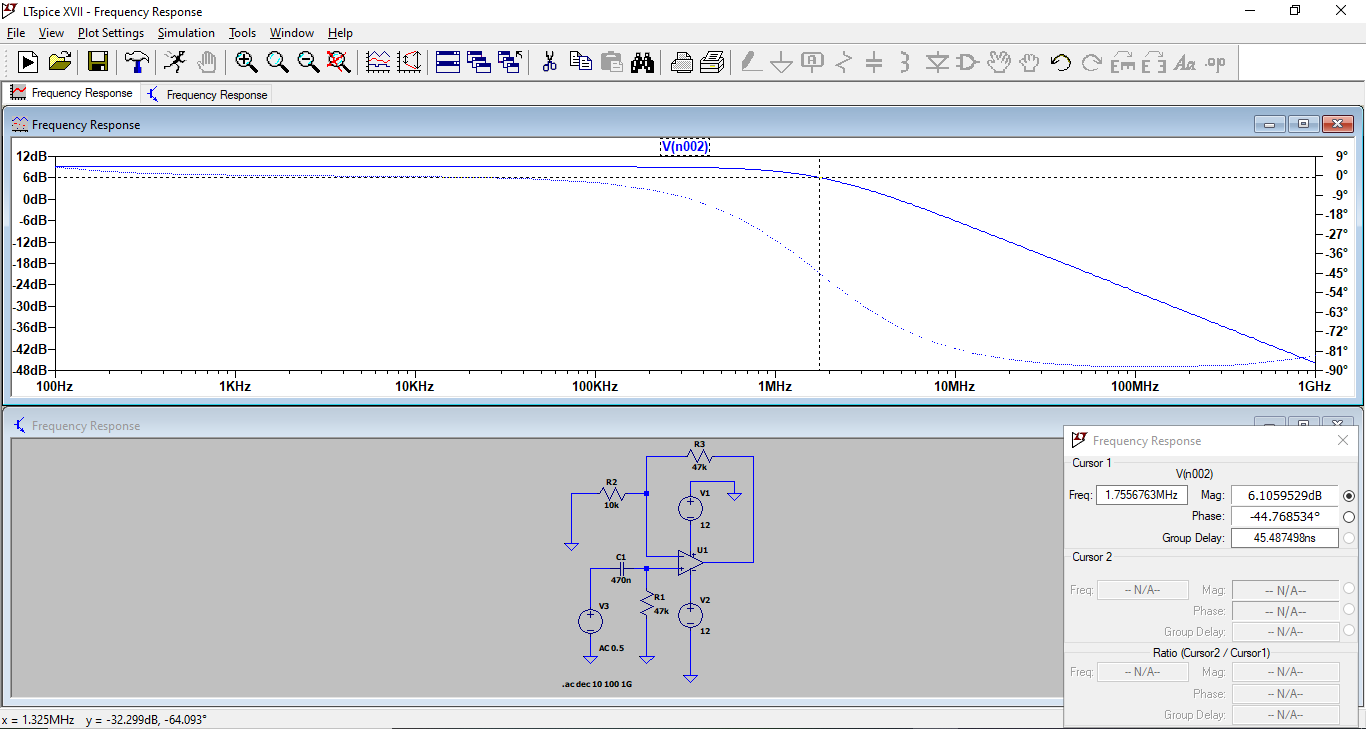 LTspice XVII - Frequency Response
File View Plot Settings Simulation Tools Window Help
Aa .op
Frequency Response Frequency Response
Frequency Response
V(n002)
12dB 9°
6dB 0°
0dB -9°
-6dB -18°
-12dB -27°
-18dB -36°
-24dB -45°
-30dB -54°
-36dB -63°
-42dB -72°
-48dB -81°
-90°
100Hz 1KHz 10KHz 100KHz 1MHz 10MHz 100MHz 1GHz
Frequency Response
R3
47k
R2
10k
V1
12
U1
C1
470n
R1
47k
V2
12
V3
AC 0.5
.ac dec 10 100 1G
Frequency Response
Cursor 1
V(n002)
Freq: 1.7556763MHz Mag: 6.1059529dB
Phase: -44.768534°
Group Delay: 45.487498ns
Cursor 2
Freq: -- N/A-- Mag: -- N/A--
Phase: -- N/A--
Group Delay: -- N/A--
Ratio (Cursor2 / Cursor1)
Freq: -- N/A-- Mag: -- N/A--
Phase: -- N/A--
Group Delay: -- N/A--
x = 1.325MHz y = -32.299dB, -64.093°